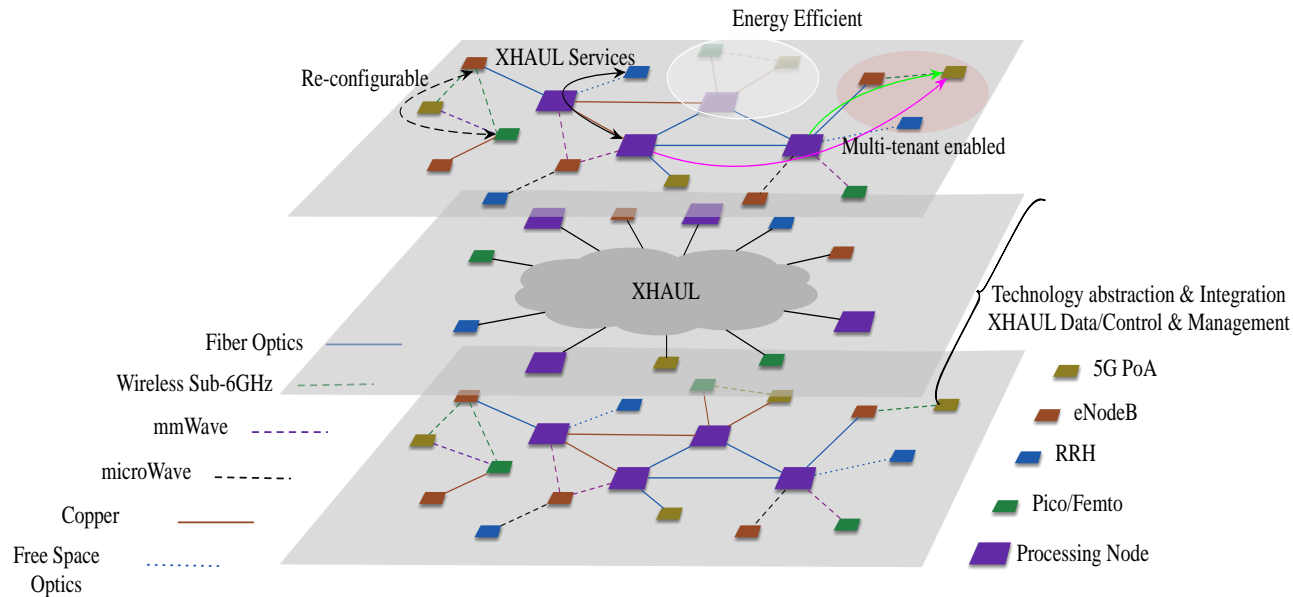 Energy Efficient
XHAUL Services
Re-configurable
Multi-tenant enabled
XHAUL
Technology abstraction & Integration
XHAUL Data/Control & Management
Fiber Optics
Wireless Sub-6GHz
mmWave
microWave
Copper
Free Space
Optics
5G PoA
eNodeB
RRH
Pico/Femto
Processing Node